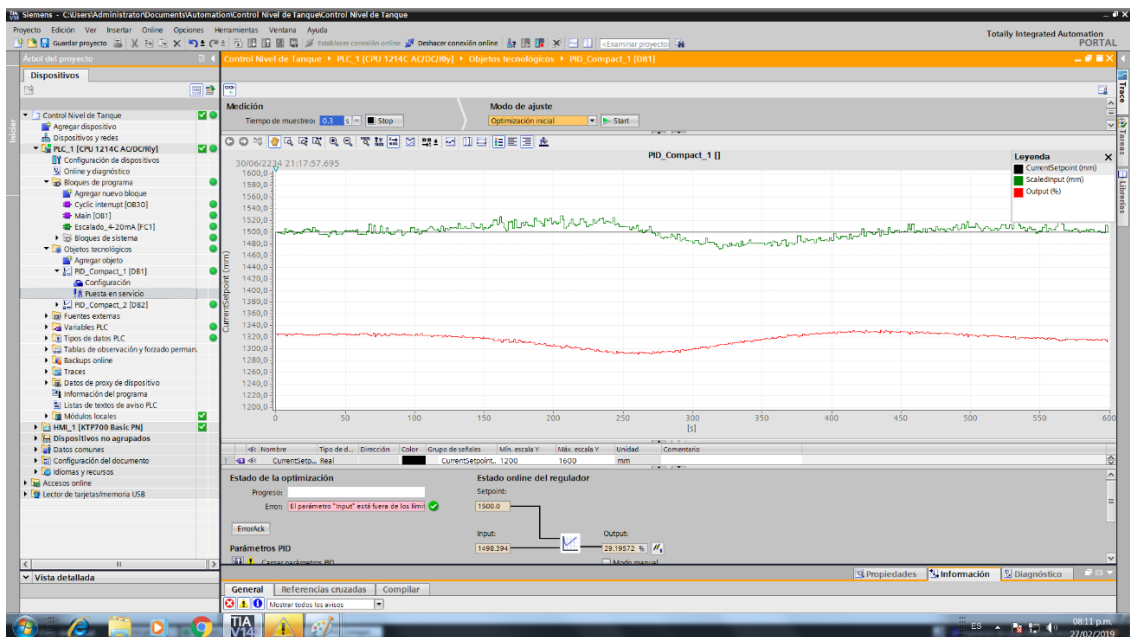 Siemens - C:\Users\Administrator\Documents\Automation\Control Nivel de Tanque\Control Nivel de Tanque
Proyecto Edición Ver Insertar Online Opciones Herramientas Ventana Ayuda
Totally Integrated Automation
PORTAL
Guardar proyecto Establecer conexión online Deshacer conexión online <Examinar proyecto>
Árbol del proyecto
Control Nivel de Tanque ▸ PLC_1 [CPU 1214C AC/DC/Rly] ▸ Objetos tecnológicos ▸ PID_Compact_1 [DB1]
Dispositivos
Iniciar
Control Nivel de Tanque
Agregar dispositivo
Dispositivos y redes
PLC_1 [CPU 1214C AC/DC/Rly]
Configuración de dispositivos
Online y diagnóstico
Bloques de programa
Agregar nuevo bloque
Cyclic interrupt [OB30]
Main [OB1]
Escalado_4-20mA [FC1]
Bloques de sistema
Objetos tecnológicos
Agregar objeto
PID_Compact_1 [DB1]
Configuración
Puesta en servicio
PID_Compact_2 [DB2]
Fuentes externas
Variables PLC
Tipos de datos PLC
Tablas de observación y forzado perman.
Backups online
Traces
Datos de proxy de dispositivo
Información del programa
Listas de textos de aviso PLC
Módulos locales
HMI_1 [KTP700 Basic PN]
Dispositivos no agrupados
Datos comunes
Configuración del documento
Idiomas y recursos
Accesos online
Lector de tarjetas/memoria USB
Vista detallada
Medición
Modo de ajuste
Tiempo de muestreo: 0.3 s Stop
Optimización inicial Start
PID_Compact_1 []
30/06/2234 21:17:57.695
Leyenda
CurrentSetpoint (mm)
ScaledInput (mm)
Output (%)
CurrentSetpoint (mm)
1600,0
1580,0
1560,0
1540,0
1520,0
1500,0
1480,0
1460,0
1440,0
1420,0
1400,0
1380,0
1360,0
1340,0
1320,0
1300,0
1280,0
1260,0
1240,0
1220,0
1200,0
0 50 100 150 200 250 300 350 400 450 500 550 600
[s]
Nombre Tipo de d... Dirección Color Grupo de señales Mín. escala Y Máx. escala Y Unidad Comentario
1 CurrentSetp... Real CurrentSetpoint.. 1200 1600 mm
Estado de la optimización
Estado online del regulador
Progreso:
Setpoint:
Error: El parámetro "Input" está fuera de los límit
1500.0
ErrorAck
Input:
Output:
1498.394
29.19572 %
Parámetros PID
Cargar parámetros PID
Modo manual
Propiedades Información Diagnóstico
General Referencias cruzadas Compilar
Mostrar todos los avisos
Trace
Tareas
Librerías
TIA
V14
ES
08:11 p.m.
27/02/2019